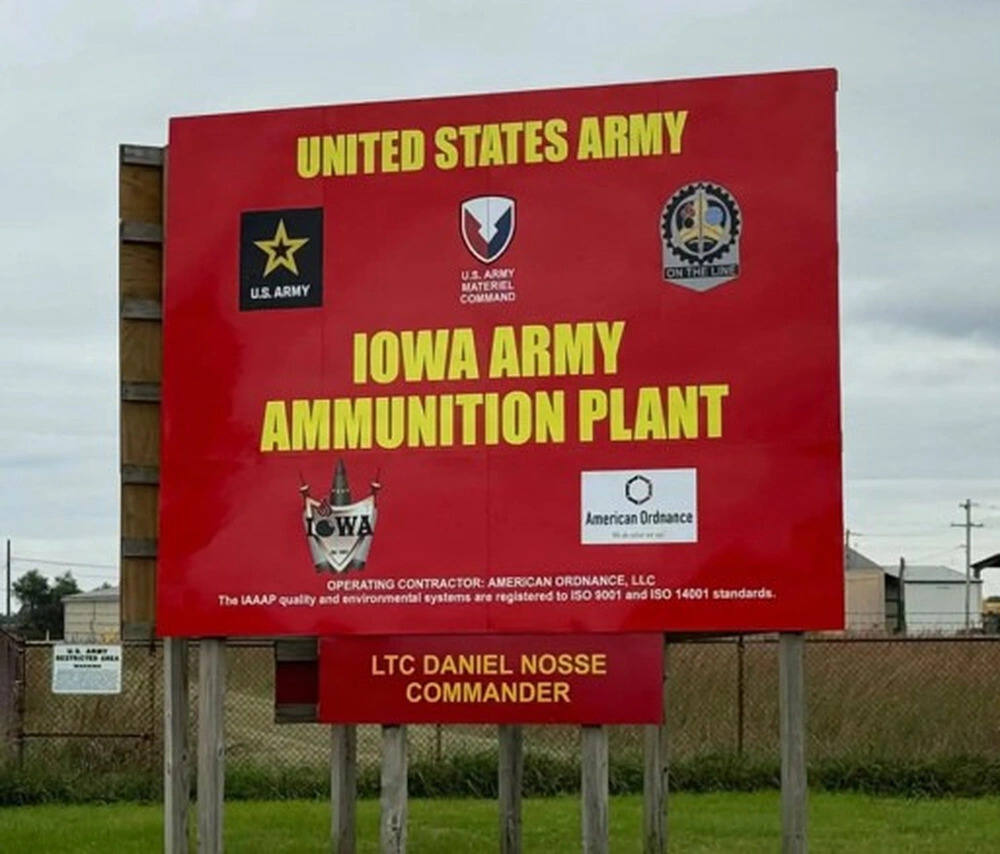 UNITED STATES ARMY
U.S. ARMY
U.S. ARMY
MATERIEL
COMMAND
ON THE LINE
IOWA ARMY
AMMUNITION PLANT
IOWA
American Ordnance
OPERATING CONTRACTOR: AMERICAN ORDNANCE, LLC
The IAAAP quality and environmental systems are registered to ISO 9001 and ISO 14001 standards.
U.S. ARMY
RESTRICTED AREA
WARNING
LTC DANIEL NOSSE
COMMANDER